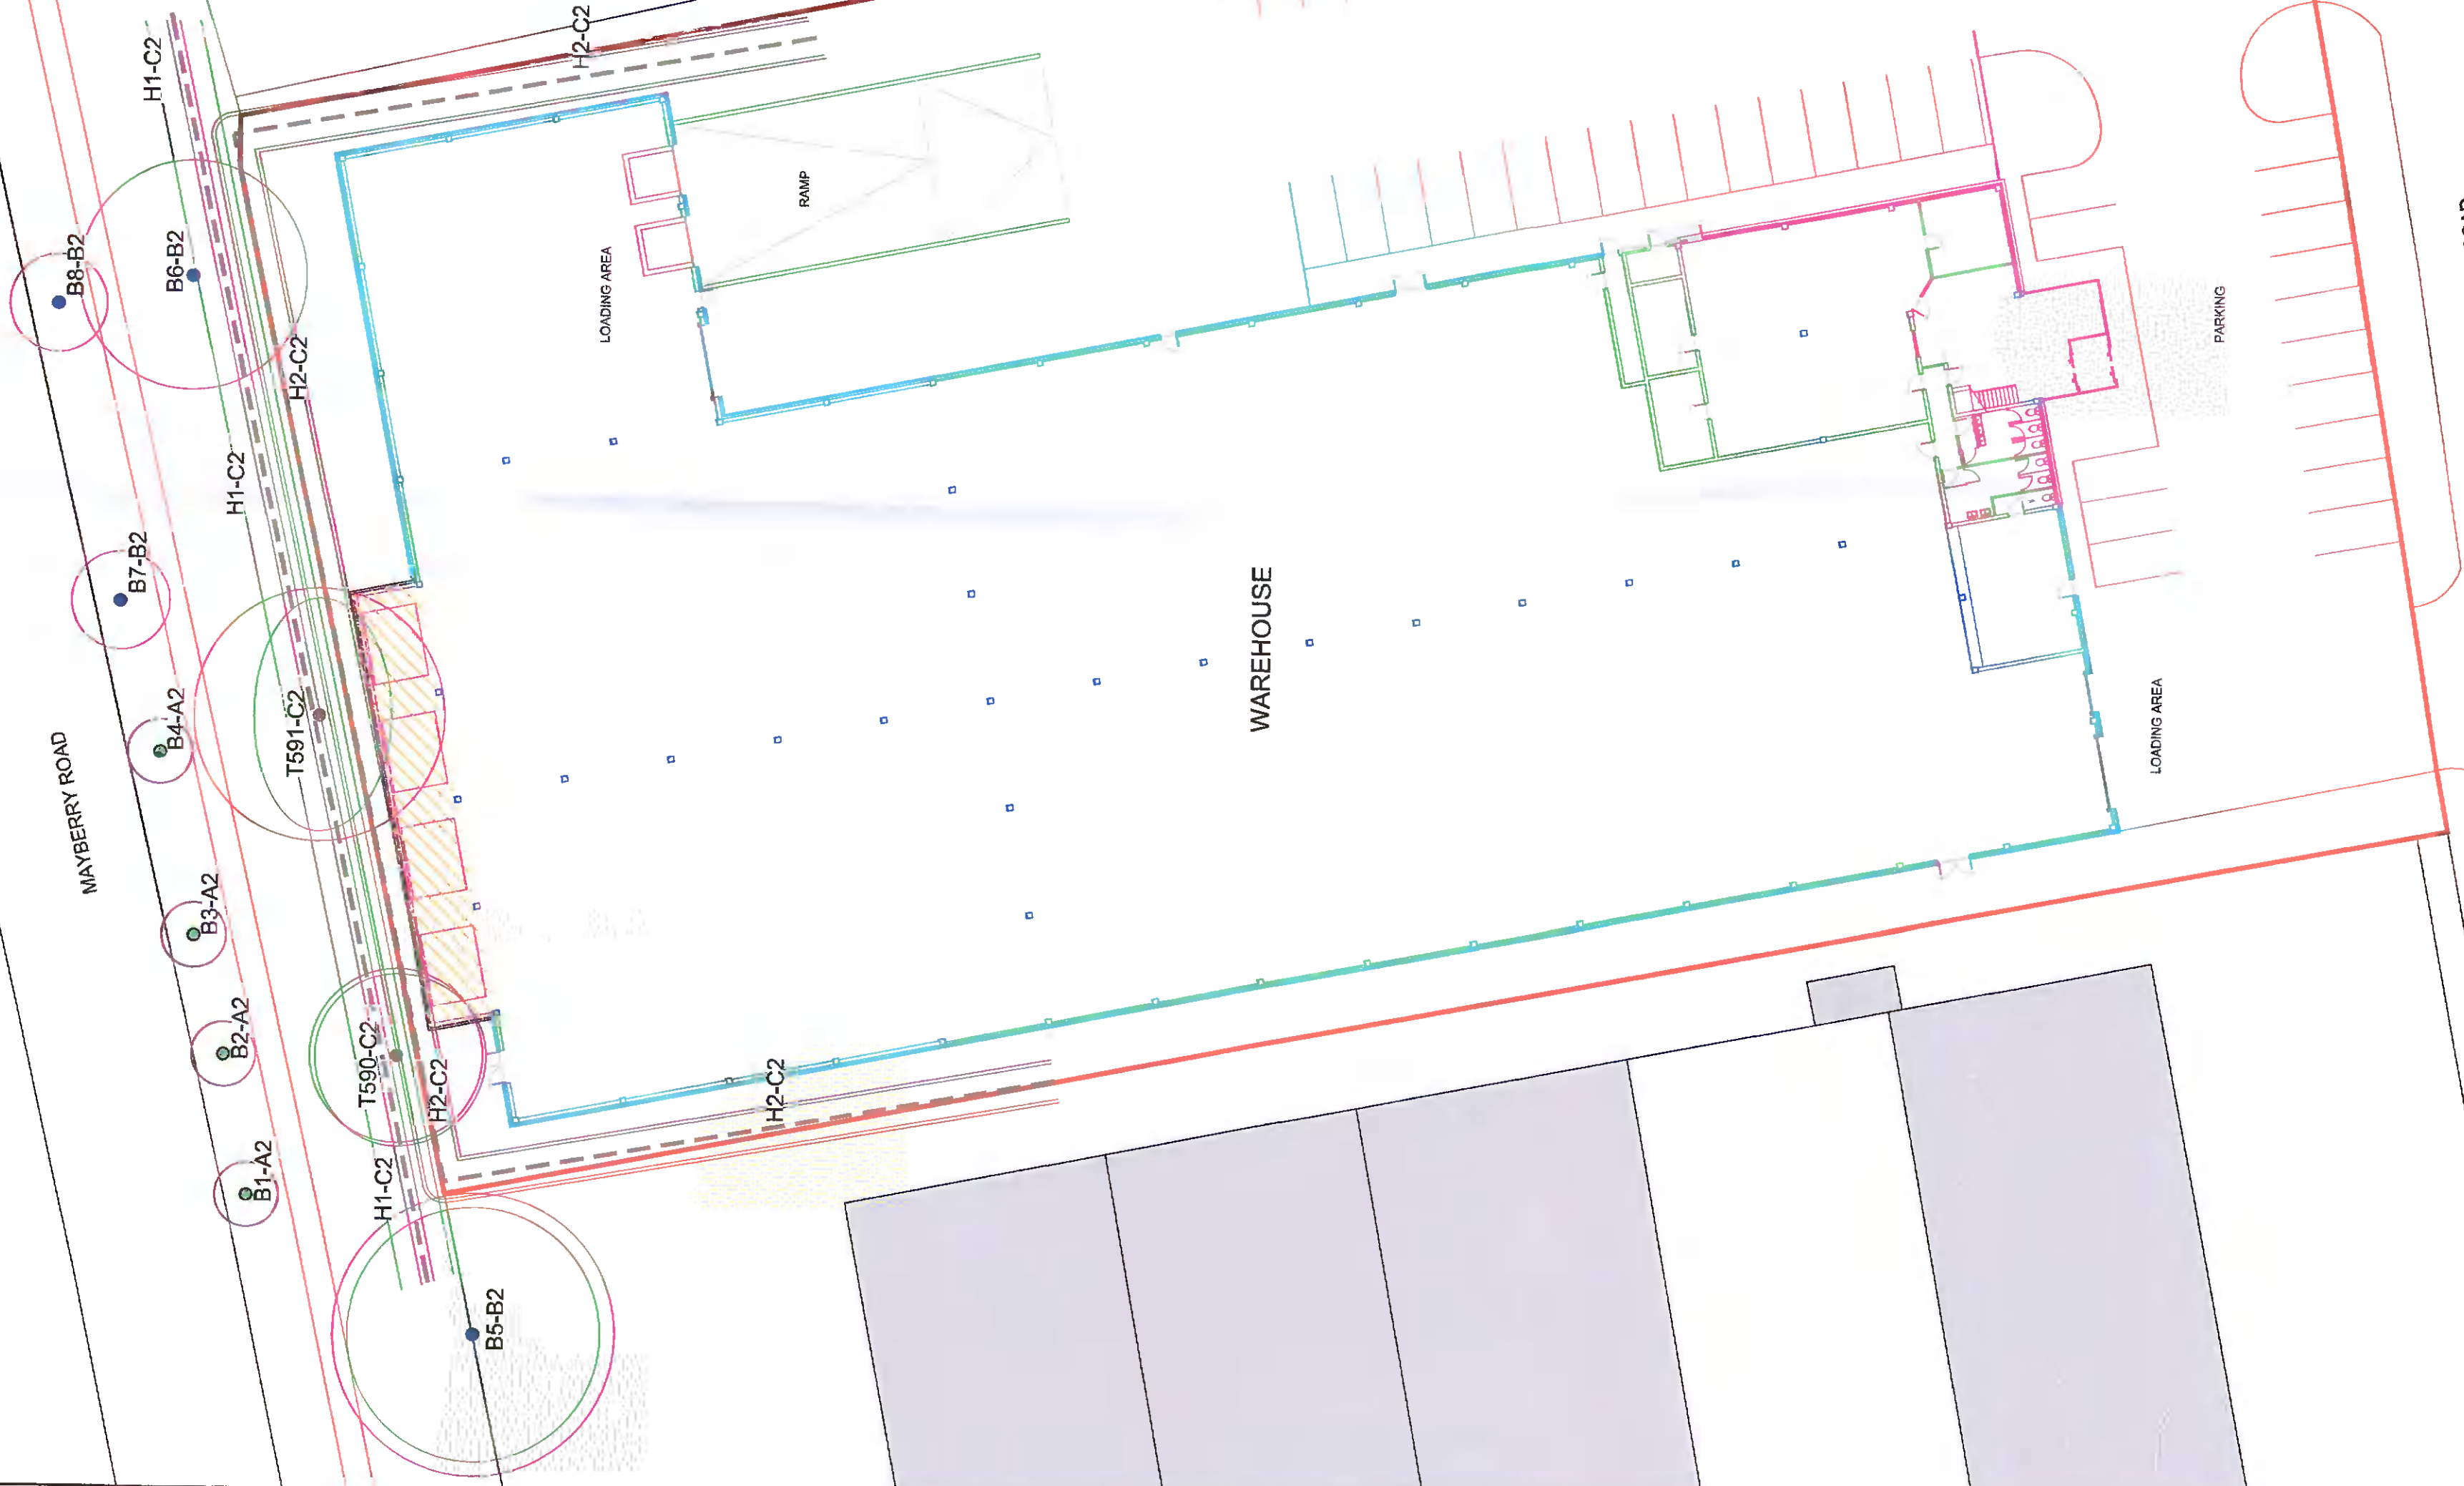 H1-C2
H2-C2
B8-B2
B6-B2
RAMP
LOADING AREA
H2-C2
H1-C2
PARKING
B7-B2
B4-A2
T591-C2
MAYBERRY ROAD
WAREHOUSE
LOADING AREA
B3-A2
B2-A2
T590-C2
H2-C2
H2-C2
B1-A2
H1-C2
B5-B2